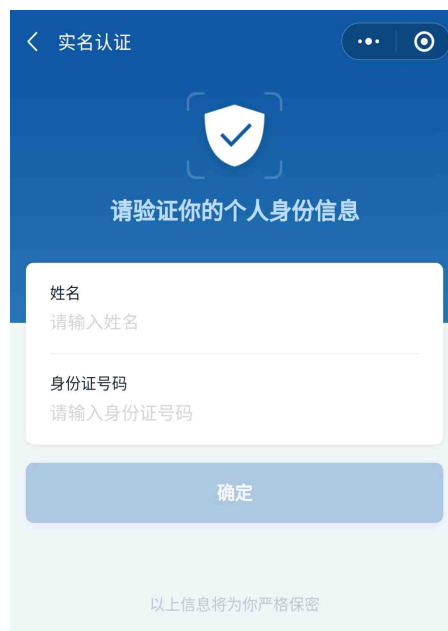 实名认证
请验证你的个人身份信息
姓名
请输入姓名
身份证号码
请输入身份证号码
确定
以上信息将为你严格保密